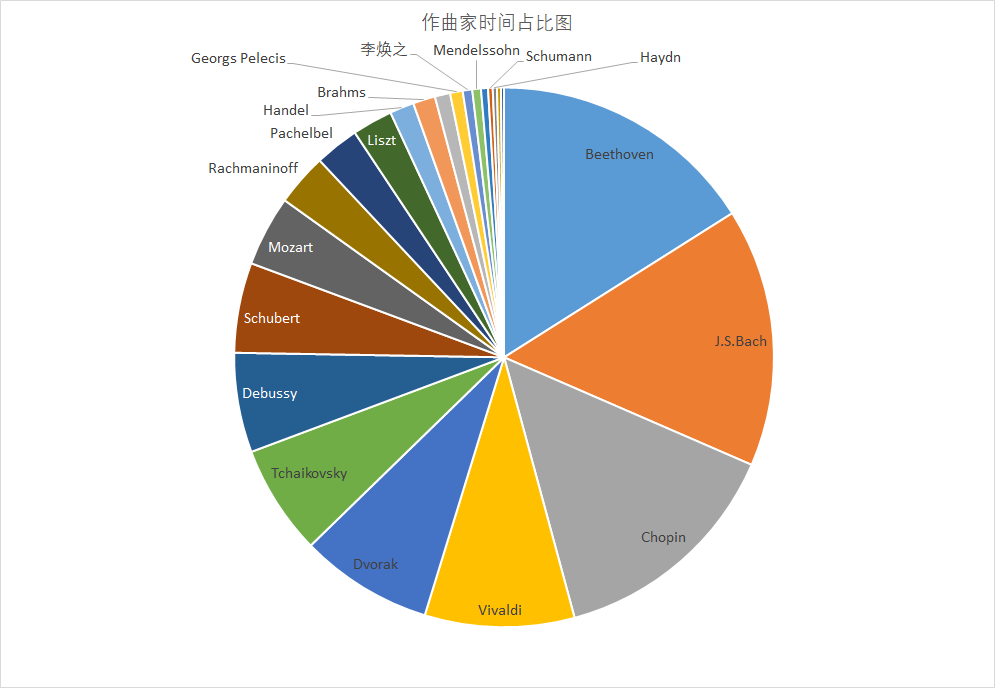 作曲家时间占比图
李焕之
Mendelssohn
Schumann
Haydn
Georgs Pelecis
Brahms
Handel
Pachelbel
Liszt
Beethoven
Rachmaninoff
Mozart
Schubert
J.S.Bach
Debussy
Tchaikovsky
Chopin
Dvorak
Vivaldi